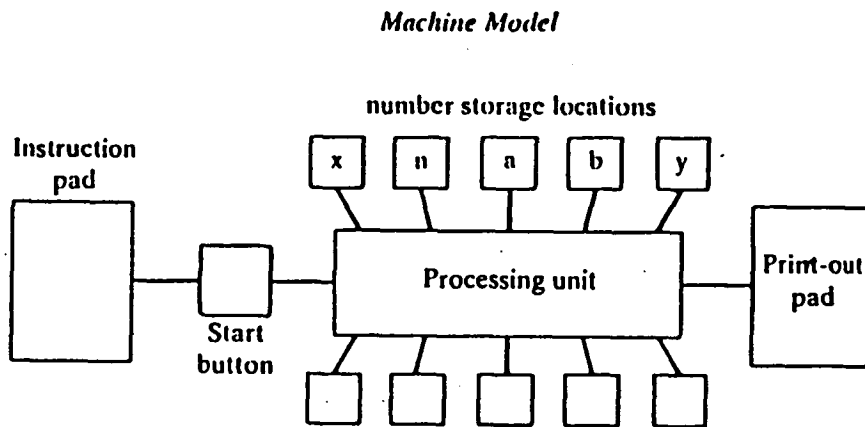 Machine Model
number storage locations
Instruction
pad
x n a b y
Processing unit
Print-out
pad
Start
button